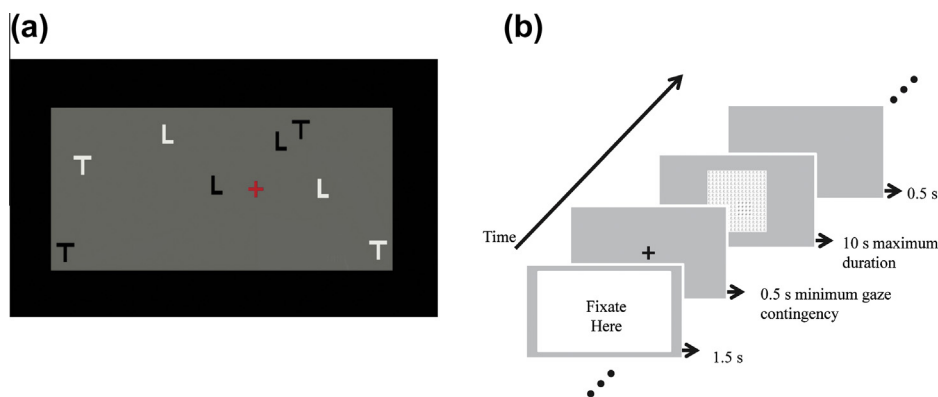 (a)
(b)
L
L T
T
L
L
T
T
Time
Fixate
Here
1.5 s
0.5 s minimum gaze
contingency
10 s maximum
duration
0.5 s